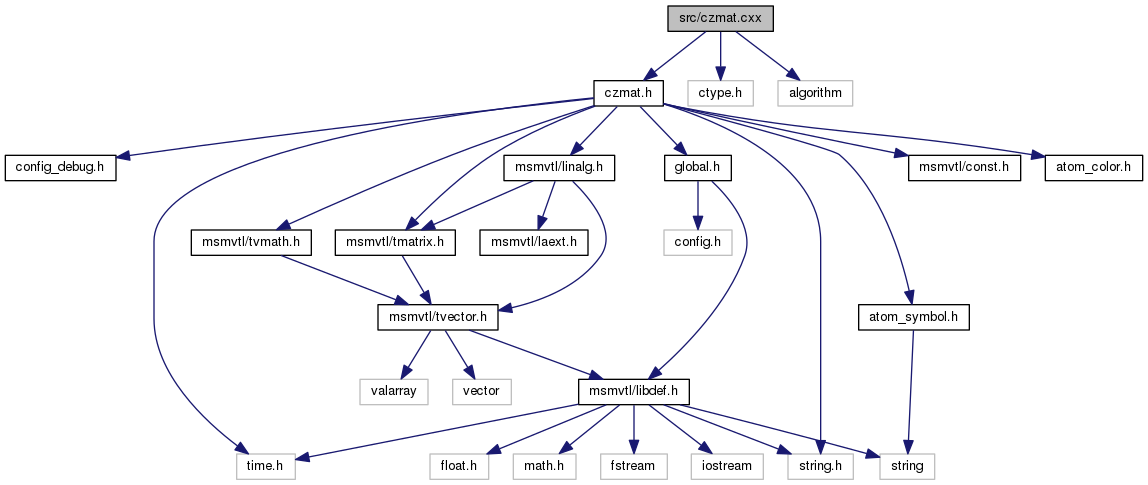 src/czmat.cxx
czmat.h
ctype.h
algorithm
config_debug.h
msmvtl/linalg.h
global.h
msmvtl/const.h
atom_color.h
msmvtl/tvmath.h
msmvtl/tmatrix.h
msmvtl/laext.h
config.h
msmvtl/tvector.h
atom_symbol.h
valarray
vector
msmvtl/libdef.h
time.h
float.h
math.h
fstream
iostream
string.h
string